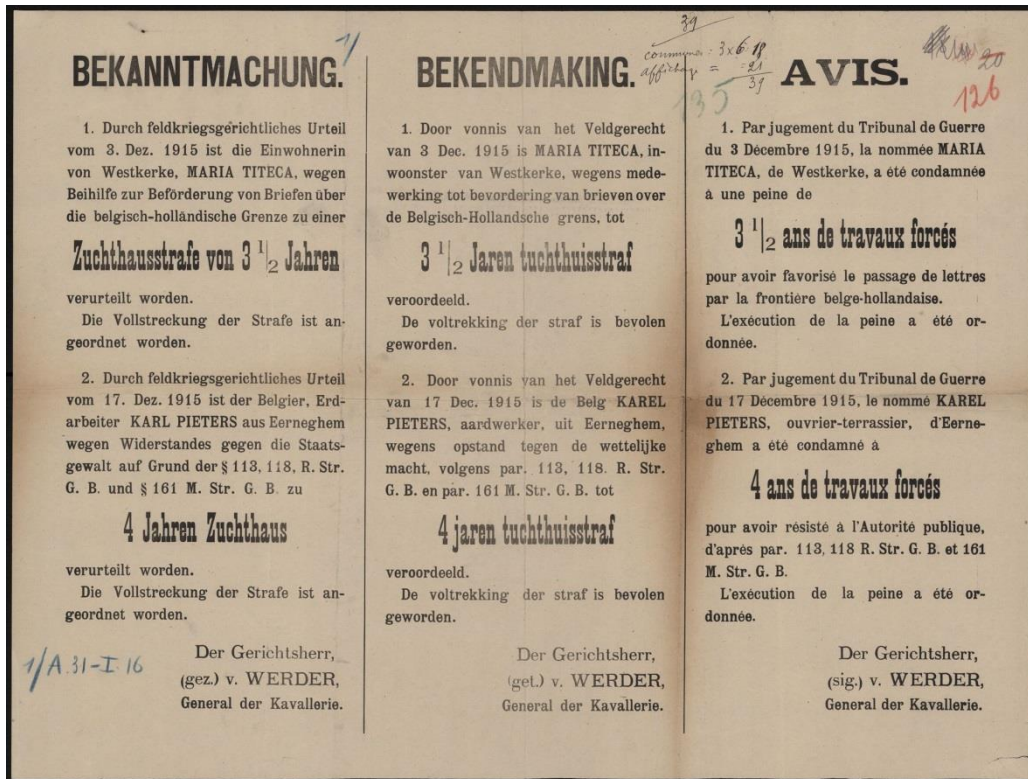 BEKANNTMACHUNG.
1. Durch feldkriegsgerichtliches Urteil
vom 3. Dez. 1915 ist die Einwohnerin
von Westkerke, MARIA TITECA, wegen
Beihilfe zur Beförderung von Briefen über
die belgisch-holländische Grenze zu einer
Zuchthausstrafe von 3 1/2 Jahren
verurteilt worden.
Die Vollstreckung der Strafe ist an-
geordnet worden.
2. Durch feldkriegsgerichtliches Urteil
vom 17. Dez. 1915 ist der Belgier, Erd-
arbeiter KARL PIETERS aus Eerneghem
wegen Widerstandes gegen die Staats-
gewalt auf Grund der § 113, 118, R. Str.
G. B. und § 161 M. Str. G. B. zu
4 Jahren Zuchthaus
verurteilt worden.
Die Vollstreckung der Strafe ist an-
geordnet worden.
Der Gerichtsherr,
(gez.) v. WERDER,
General der Kavallerie.
1/A.31-I.16
1/
BEKENDMAKING.
1. Door vonnis van het Veldgerecht
van 3 Dec. 1915 is MARIA TITECA, in-
woonster van Westkerke, wegens mede-
werking tot bevordering van brieven over
de Belgisch-Hollandsche grens, tot
3 1/2 Jaren tuchthuisstraf
veroordeeld.
De voltrekking der straf is bevolen
geworden.
2. Door vonnis van het Veldgerecht
van 17 Dec. 1915 is de Belg KAREL
PIETERS, aardwerker, uit Eerneghem,
wegens opstand tegen de wettelijke
macht, volgens par. 113, 118. R. Str.
G. B. en par. 161 M. Str. G. B. tot
4 jaren tuchthuisstraf
veroordeeld.
De voltrekking der straf is bevolen
geworden.
Der Gerichtsherr,
(get.) v. WERDER,
General der Kavallerie.
39
communes : 3x6 18
affichage = 21
39
135
AVIS.
20
126
1. Par jugement du Tribunal de Guerre
du 3 Décembre 1915, la nommée MARIA
TITECA, de Westkerke, a été condamnée
à une peine de
3 1/2 ans de travaux forcés
pour avoir favorisé le passage de lettres
par la frontière belge-hollandaise.
L'exécution de la peine a été or-
donnée.
2. Par jugement du Tribunal de Guerre
du 17 Décembre 1915, le nommé KAREL
PIETERS, ouvrier-terrassier, d'Eerne-
ghem a été condamné à
4 ans de travaux forcés
pour avoir résisté à l'Autorité publique,
d'après par. 113, 118 R. Str. G. B. et 161
M. Str. G. B.
L'exécution de la peine a été or-
donnée.
Der Gerichtsherr,
(sig.) v. WERDER,
General der Kavallerie.